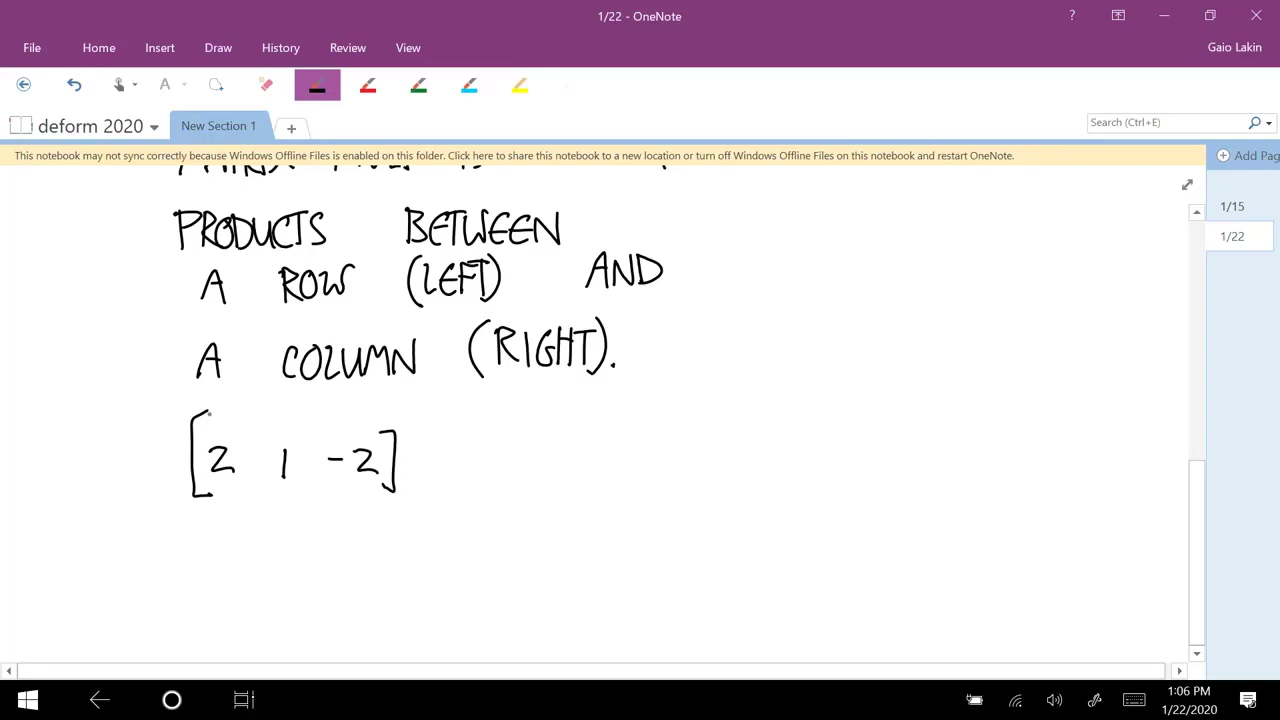 1/22 - OneNote
?
File Home Insert Draw History Review View
Gaio Lakin
A
deform 2020
New Section 1
+
Search (Ctrl+E)
This notebook may not sync correctly because Windows Offline Files is enabled on this folder. Click here to share this notebook to a new location or turn off Windows Offline Files on this notebook and restart OneNote.
Add Pag
1/15
1/22
PRODUCTS BETWEEN
A ROW (LEFT) AND
A COLUMN (RIGHT).
[2 1 -2]
1:06 PM
1/22/2020